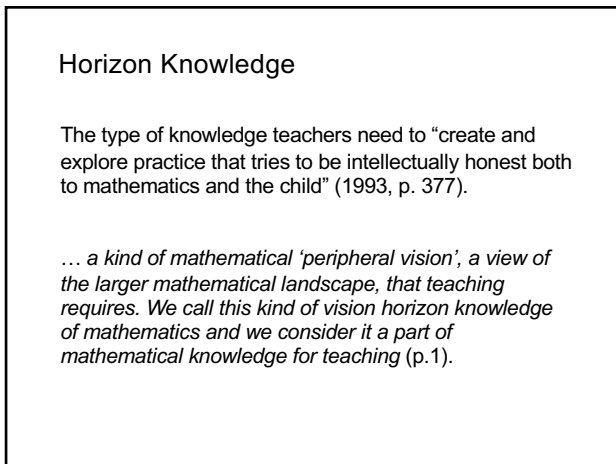 Horizon Knowledge
The type of knowledge teachers need to “create and
explore practice that tries to be intellectually honest both
to mathematics and the child” (1993, p. 377).
… a kind of mathematical ‘peripheral vision’, a view of
the larger mathematical landscape, that teaching
requires. We call this kind of vision horizon knowledge
of mathematics and we consider it a part of
mathematical knowledge for teaching (p.1).